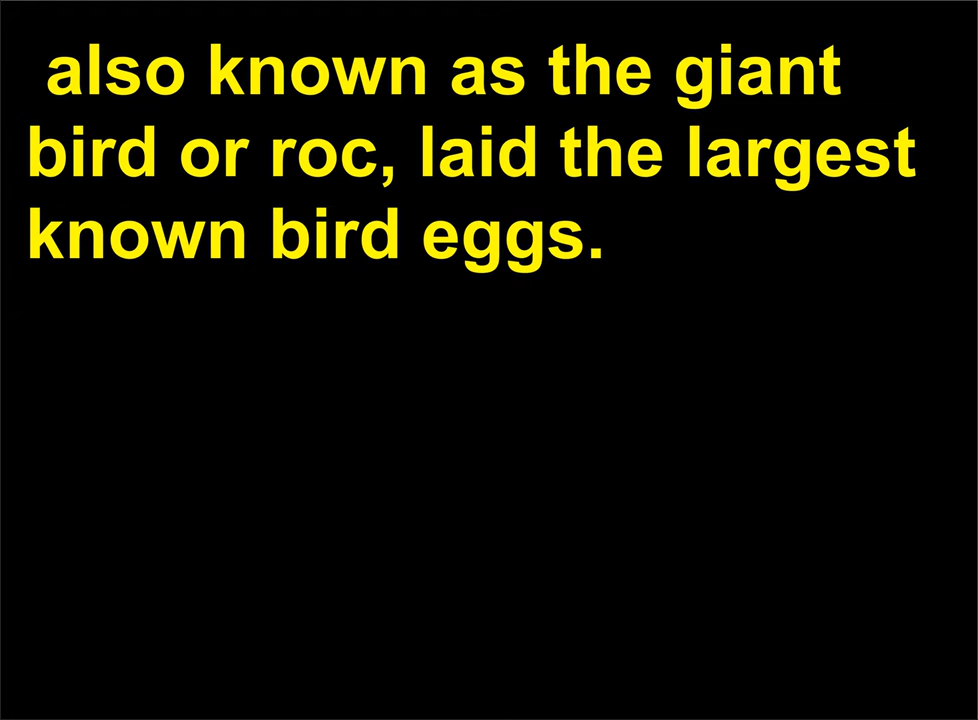 also known as the giant
bird or roc, laid the largest
known bird eggs.